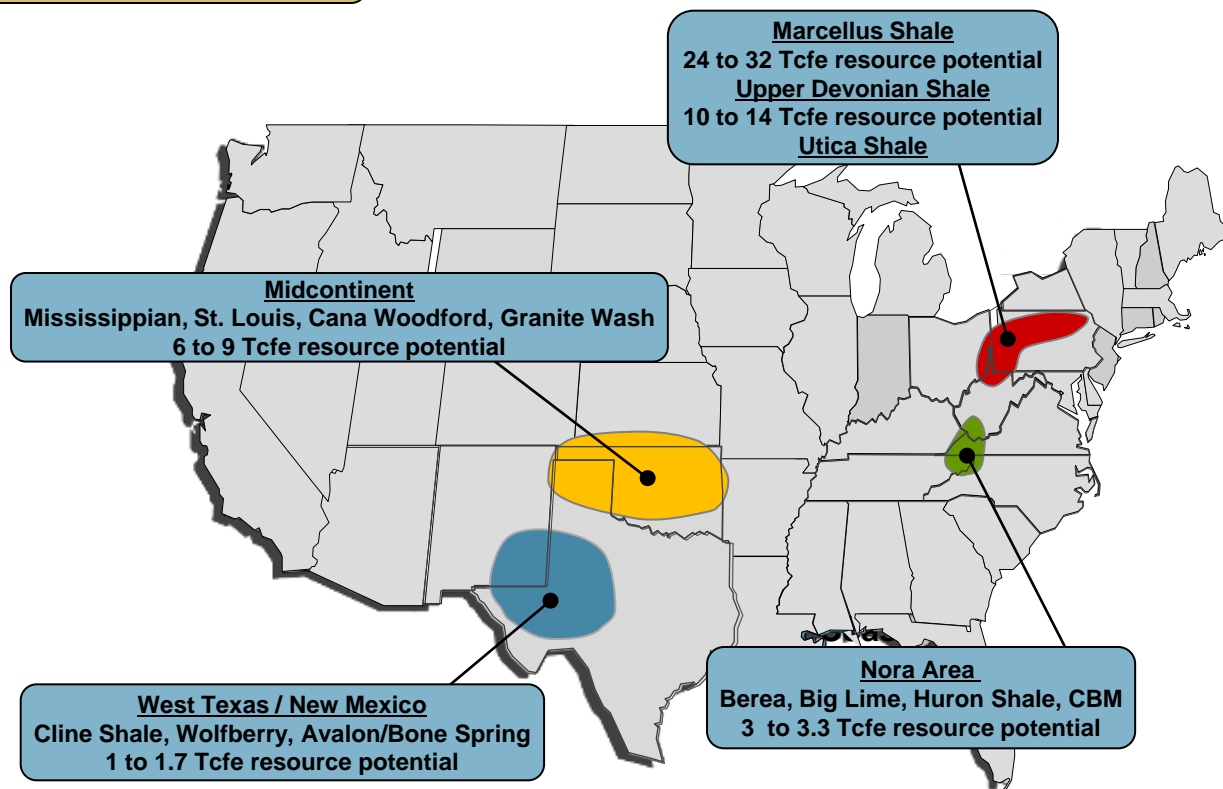 Marcellus Shale
24 to 32 Tcfe resource potential
Upper Devonian Shale
10 to 14 Tcfe resource potential
Utica Shale
Midcontinent
Mississippian, St. Louis, Cana Woodford, Granite Wash
6 to 9 Tcfe resource potential
Nora Area
Berea, Big Lime, Huron Shale, CBM
3 to 3.3 Tcfe resource potential
West Texas / New Mexico
Cline Shale, Wolfberry, Avalon/Bone Spring
1 to 1.7 Tcfe resource potential